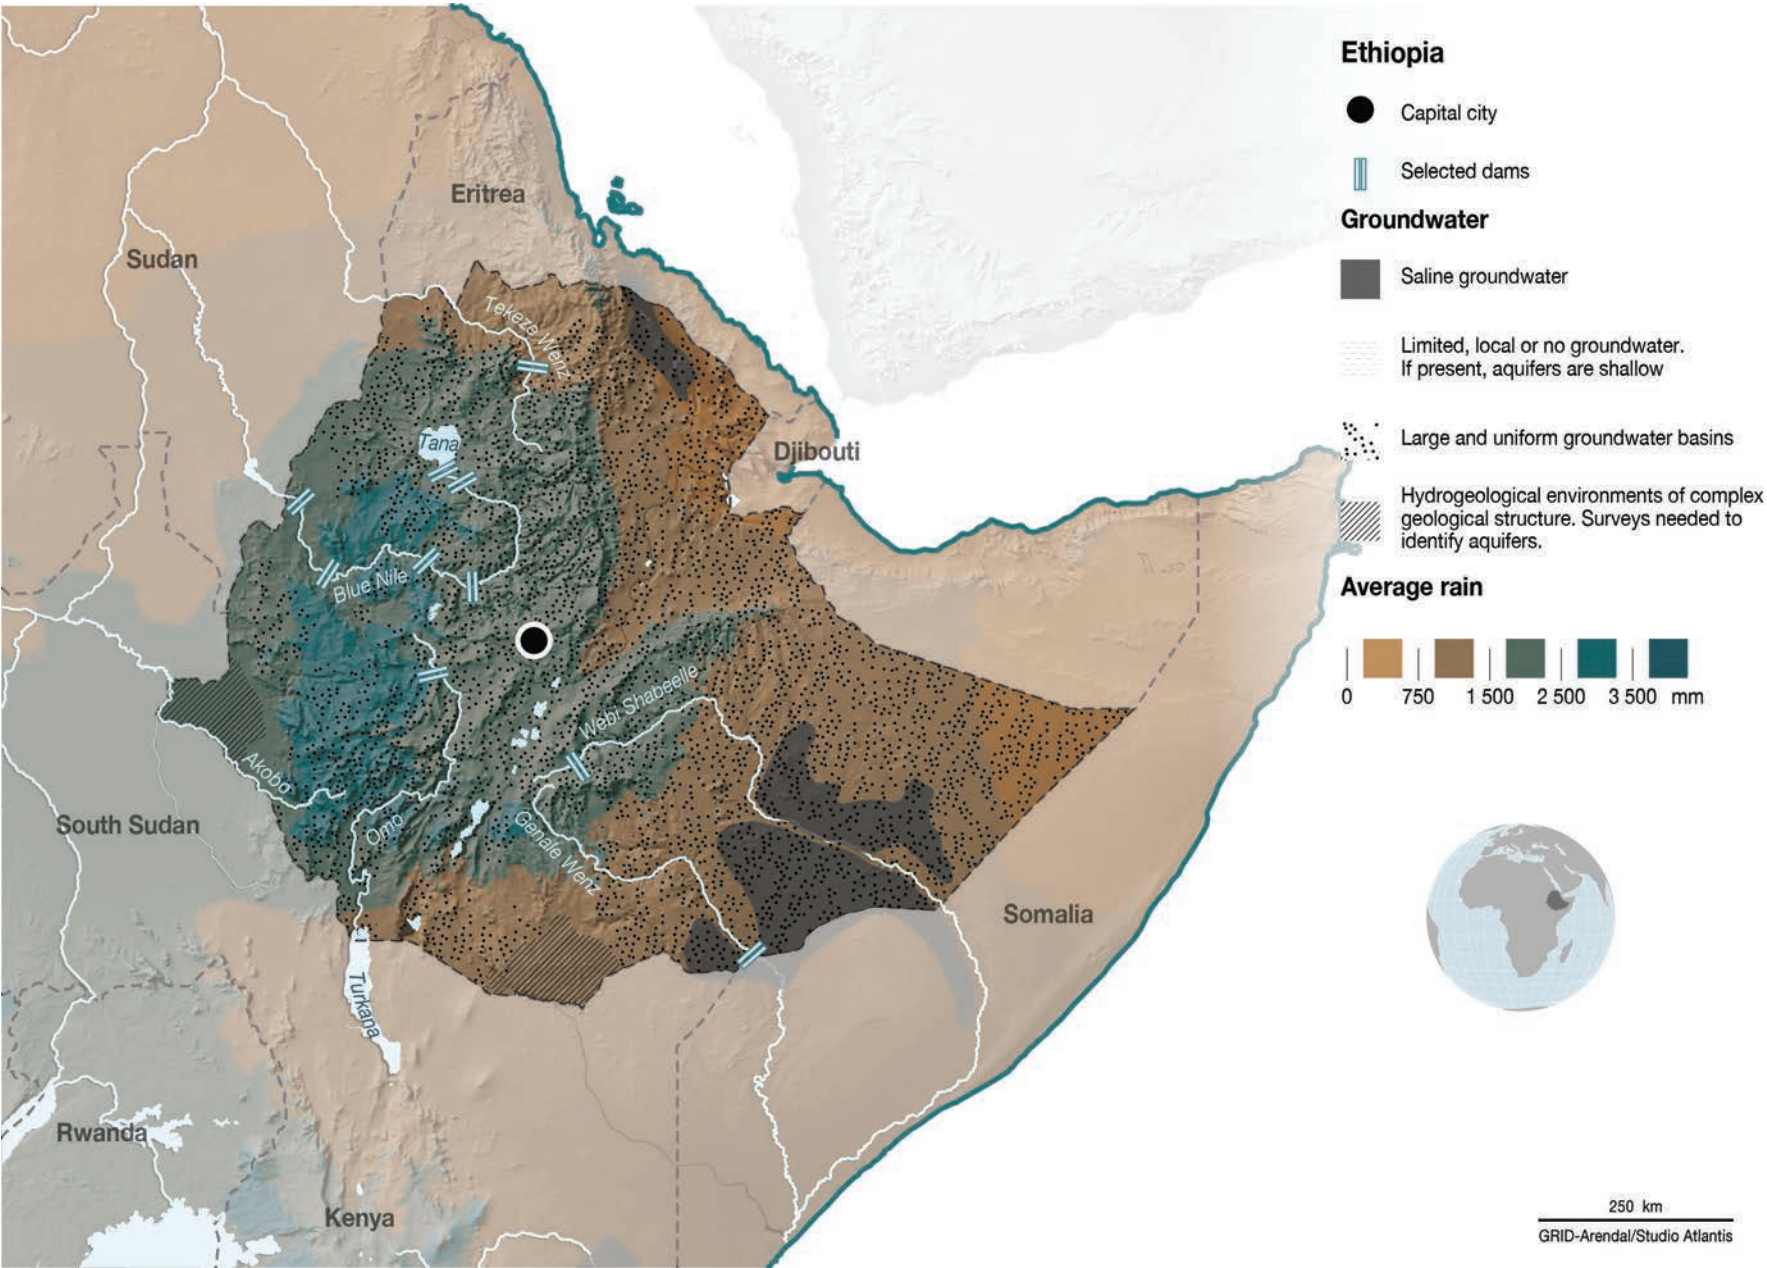 Ethiopia
Capital city
Selected dams
Groundwater
Saline groundwater
Limited, local or no groundwater.
If present, aquifers are shallow
Large and uniform groundwater basins
Hydrogeological environments of complex
geological structure. Surveys needed to
identify aquifers.
Average rain
0 750 1 500 2 500 3 500 mm
Eritrea
Sudan
Tekeze Wenz
Tana
Djibouti
Blue Nile
Webi Shabeelle
Akobo
South Sudan
Omo
Genale Wenz
Somalia
Turkana
Rwanda
Kenya
250 km
GRID-Arendal/Studio Atlantis